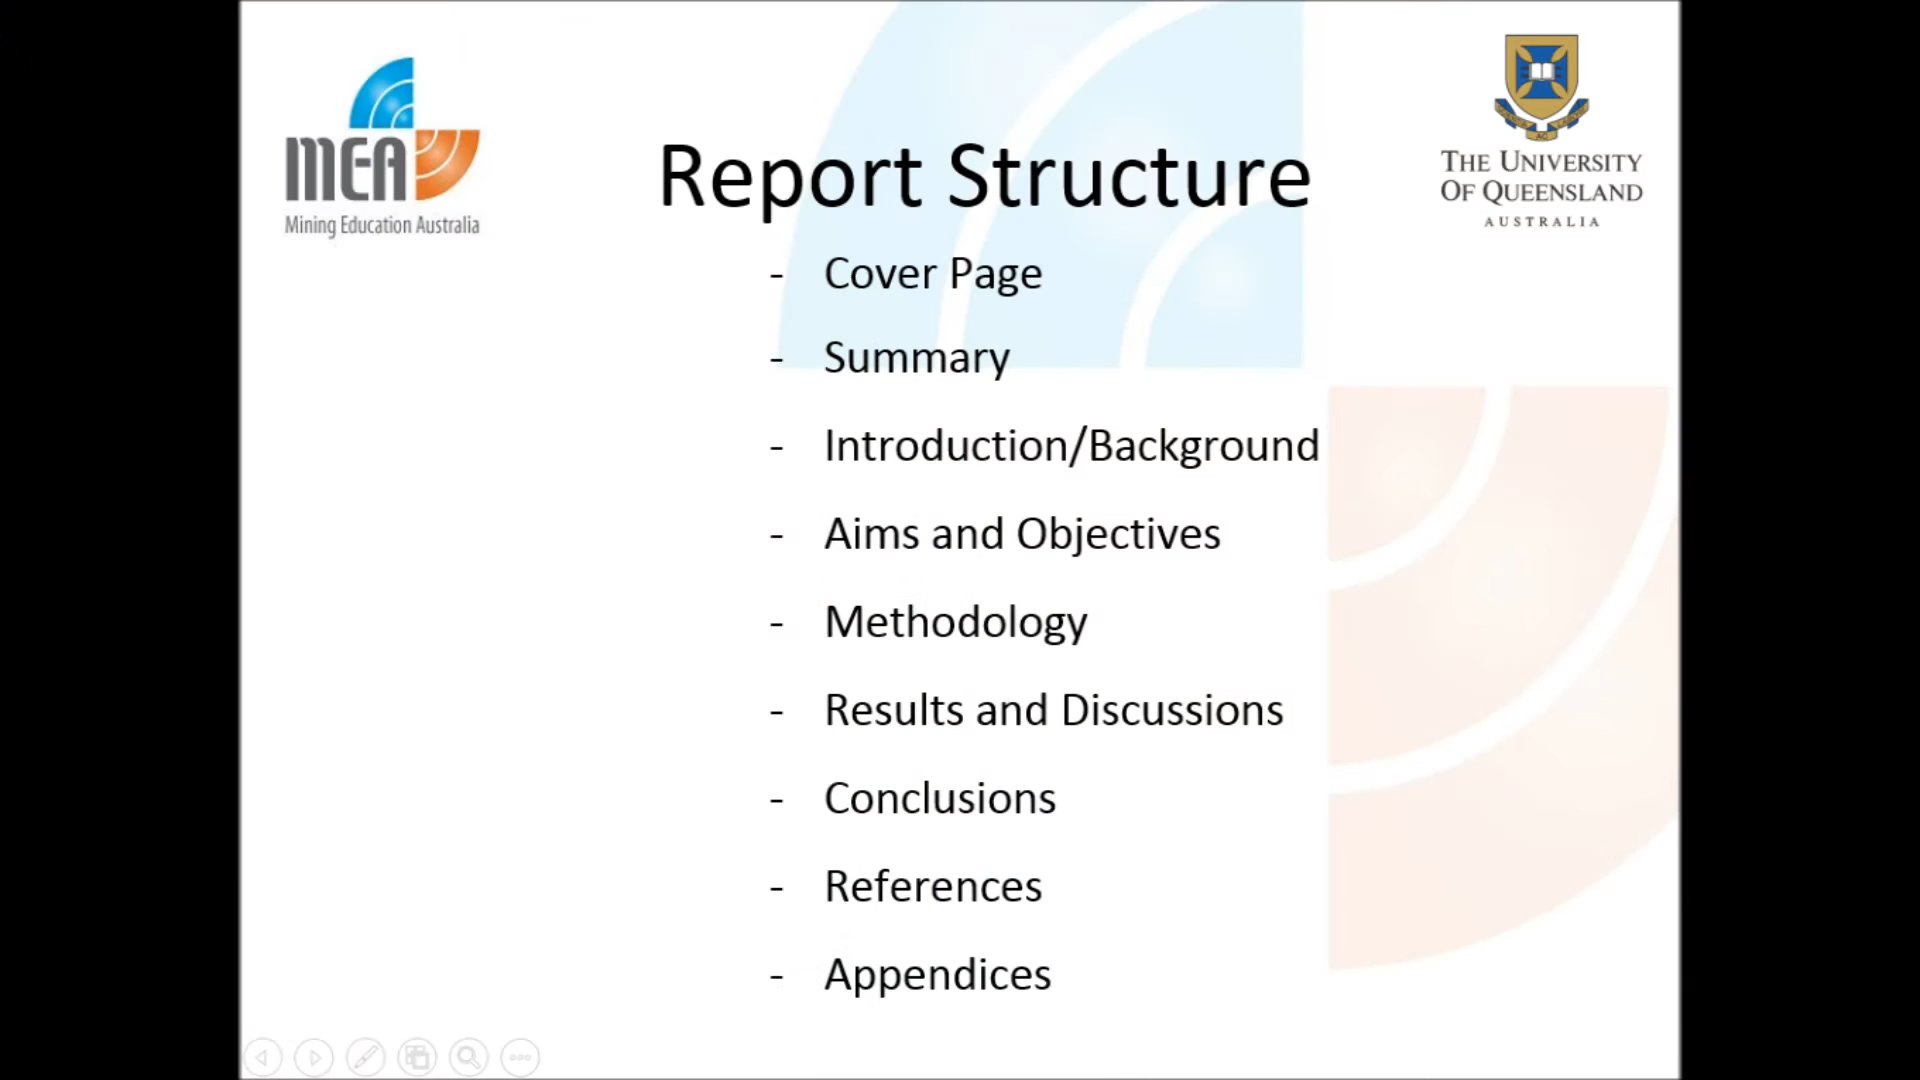 MEA
Mining Education Australia
THE UNIVERSITY
OF QUEENSLAND
AUSTRALIA
Report Structure
- Cover Page
- Summary
- Introduction/Background
- Aims and Objectives
- Methodology
- Results and Discussions
- Conclusions
- References
- Appendices